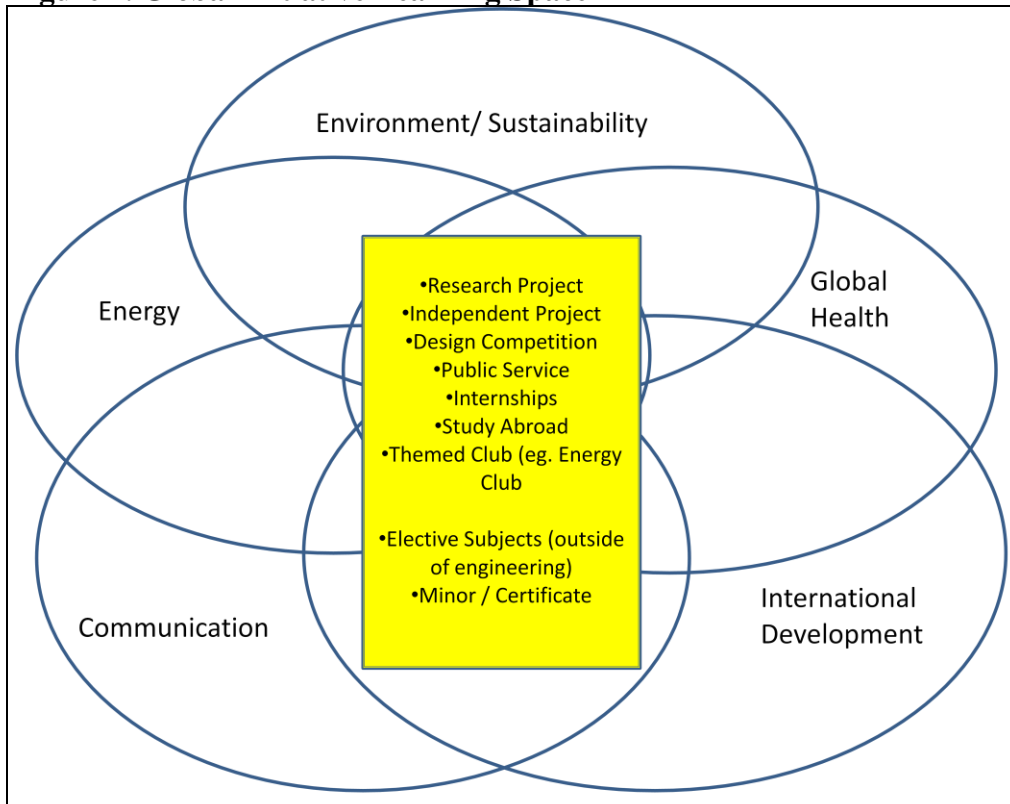 Environment/ Sustainability
Energy
Global
Health
•Research Project
•Independent Project
•Design Competition
•Public Service
•Internships
•Study Abroad
•Themed Club (eg. Energy
Club
•Elective Subjects (outside
of engineering)
•Minor / Certificate
Communication
International
Development